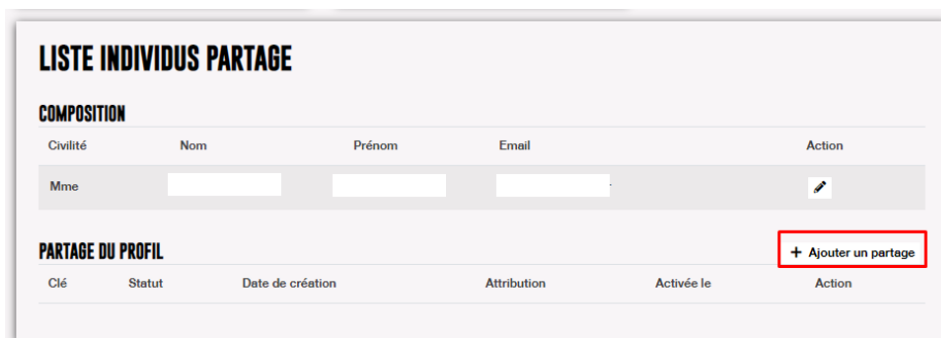 LISTE INDIVIDUS PARTAGE
COMPOSITION
Civilité Nom Prénom Email Action
Mme
PARTAGE DU PROFIL + Ajouter un partage
Clé Statut Date de création Attribution Activée le Action